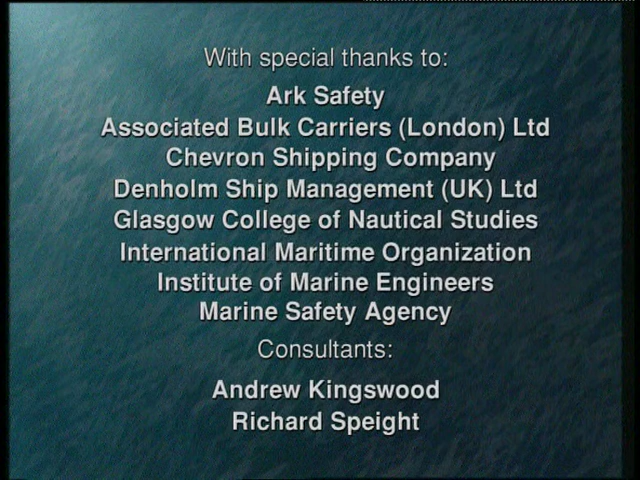 With special thanks to:
Ark Safety
Associated Bulk Carriers (London) Ltd
Chevron Shipping Company
Denholm Ship Management (UK) Ltd
Glasgow College of Nautical Studies
International Maritime Organization
Institute of Marine Engineers
Marine Safety Agency
Consultants:
Andrew Kingswood
Richard Speight